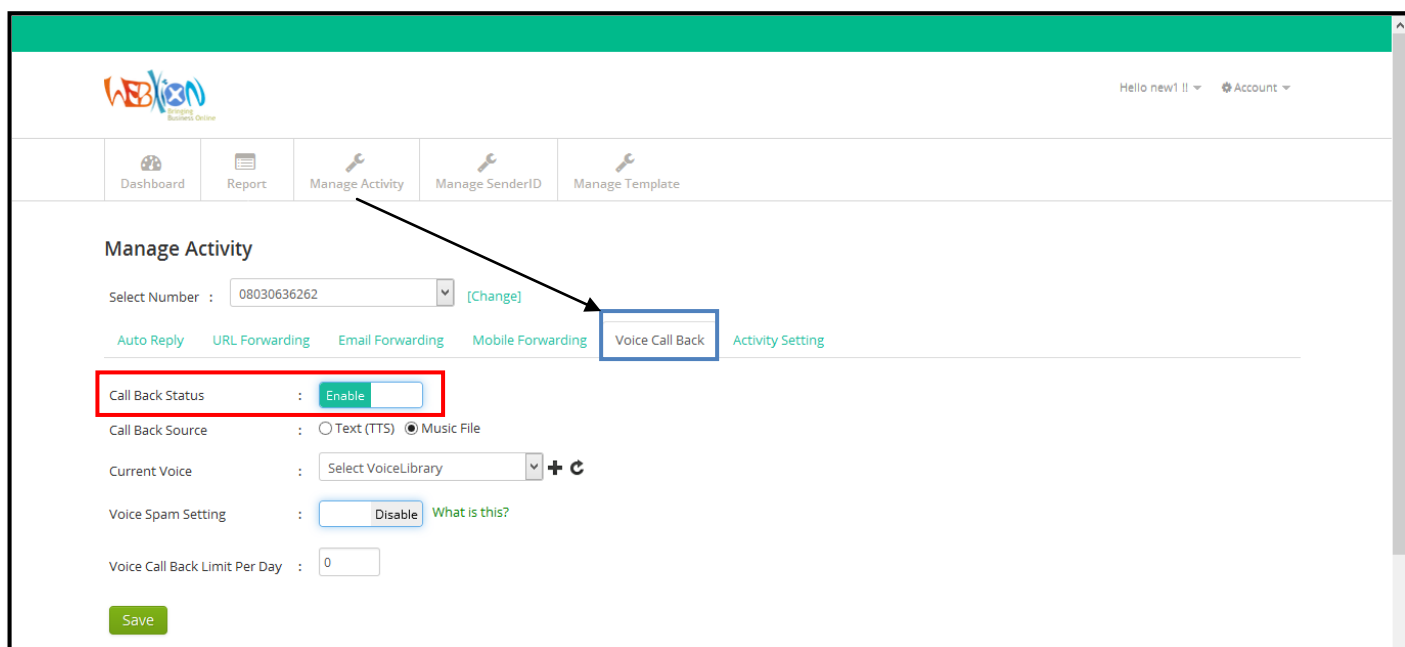 WEBXION
Bringing
Business Online
Hello new1 !! Account
Dashboard Report Manage Activity Manage SenderID Manage Template
Manage Activity
Select Number : 08030636262 [Change]
Auto Reply URL Forwarding Email Forwarding Mobile Forwarding Voice Call Back Activity Setting
Call Back Status : Enable
Call Back Source : Text (TTS) Music File
Current Voice : Select VoiceLibrary
Voice Spam Setting : Disable What is this?
Voice Call Back Limit Per Day : 0
Save